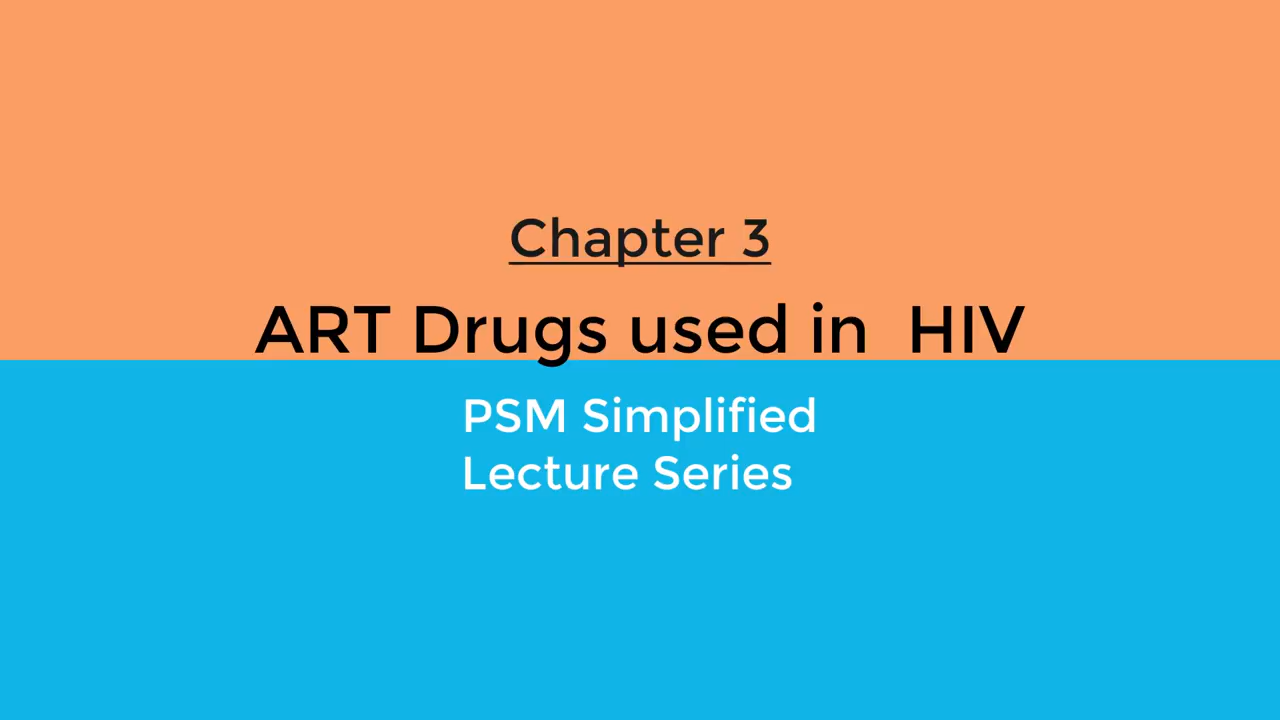 Chapter 3
ART Drugs used in HIV
PSM Simplified
Lecture Series